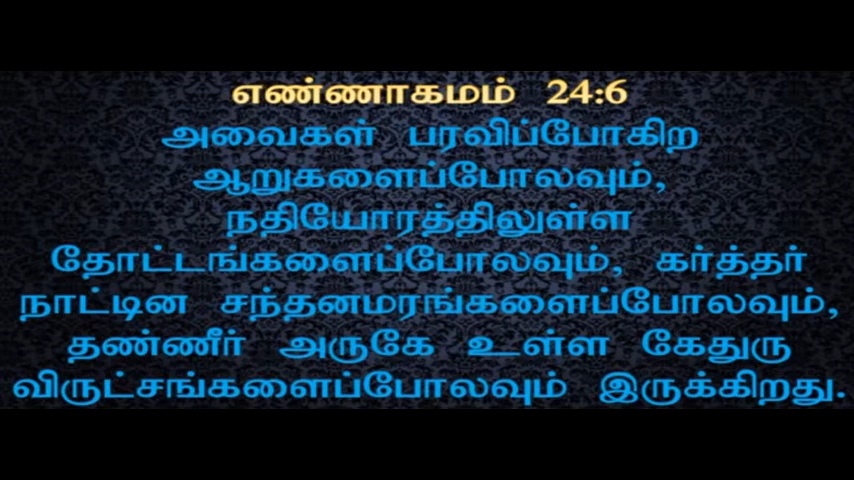 எண்ணாகமம் 24:6
அவைகள் பரவிப்போகிற
ஆறுகளைப்போலவும்,
நதியோரத்திலுள்ள
தோட்டங்களைப்போலவும், கர்த்தர்
நாட்டின சந்தனமரங்களைப்போலவும்,
தண்ணீர் அருகே உள்ள கேதுரு
விருட்சங்களைப்போலவும் இருக்கிறது.